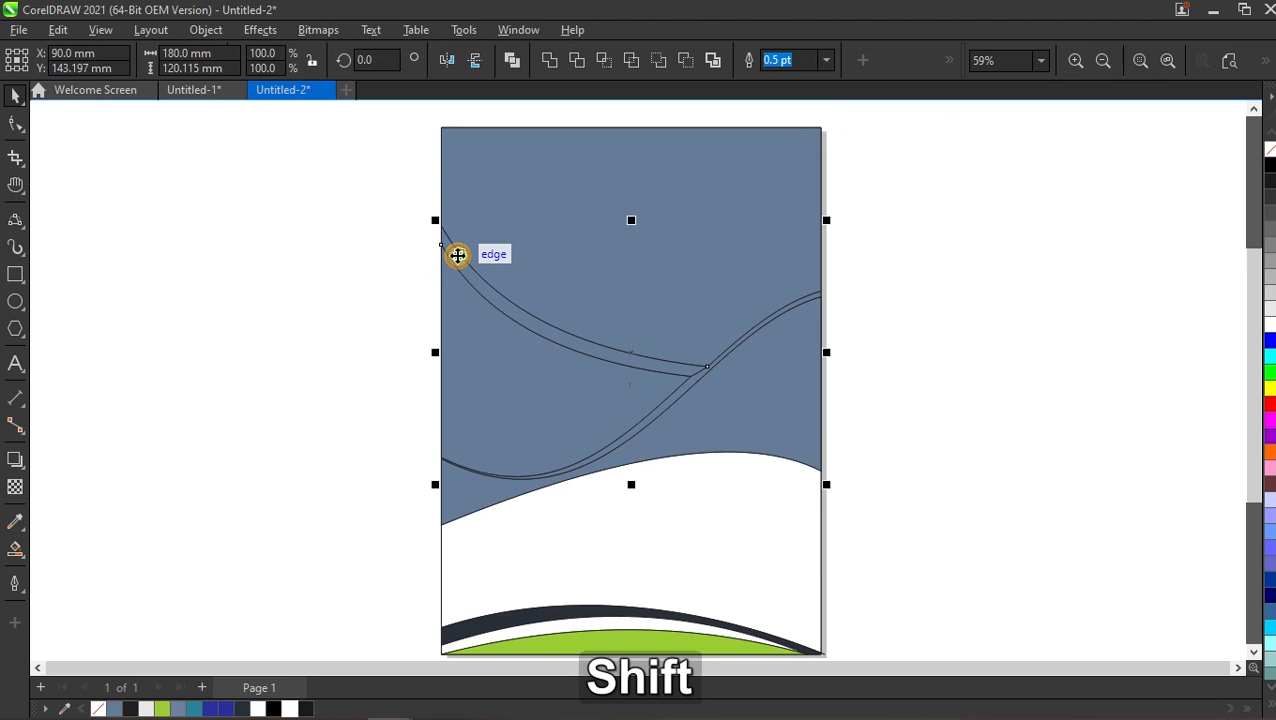 CorelDRAW 2021 (64-Bit OEM Version) - Untitled-2*
File Edit View Layout Object Effects Bitmaps Text Table Tools Window Help
X: 90.0 mm 180.0 mm 100.0 % 0.0 0.5 pt 59%
Y: 143.197 mm 120.115 mm 100.0 %
Welcome Screen Untitled-1* Untitled-2*
edge
Shift
1 of 1 Page 1